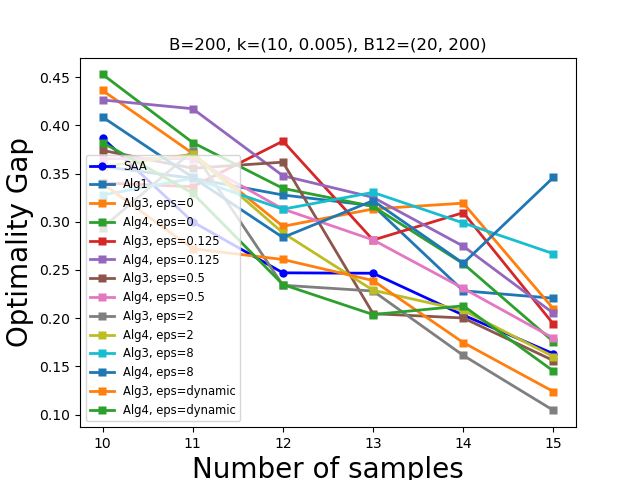 B=200, k=(10, 0.005), B12=(20, 200)
Optimality Gap
0.45
0.40
0.35
0.30
0.25
0.20
0.15
0.10
SAA
Alg1
Alg3, eps=0
Alg4, eps=0
Alg3, eps=0.125
Alg4, eps=0.125
Alg3, eps=0.5
Alg4, eps=0.5
Alg3, eps=2
Alg4, eps=2
Alg3, eps=8
Alg4, eps=8
Alg3, eps=dynamic
Alg4, eps=dynamic
10 11 12 13 14 15
Number of samples